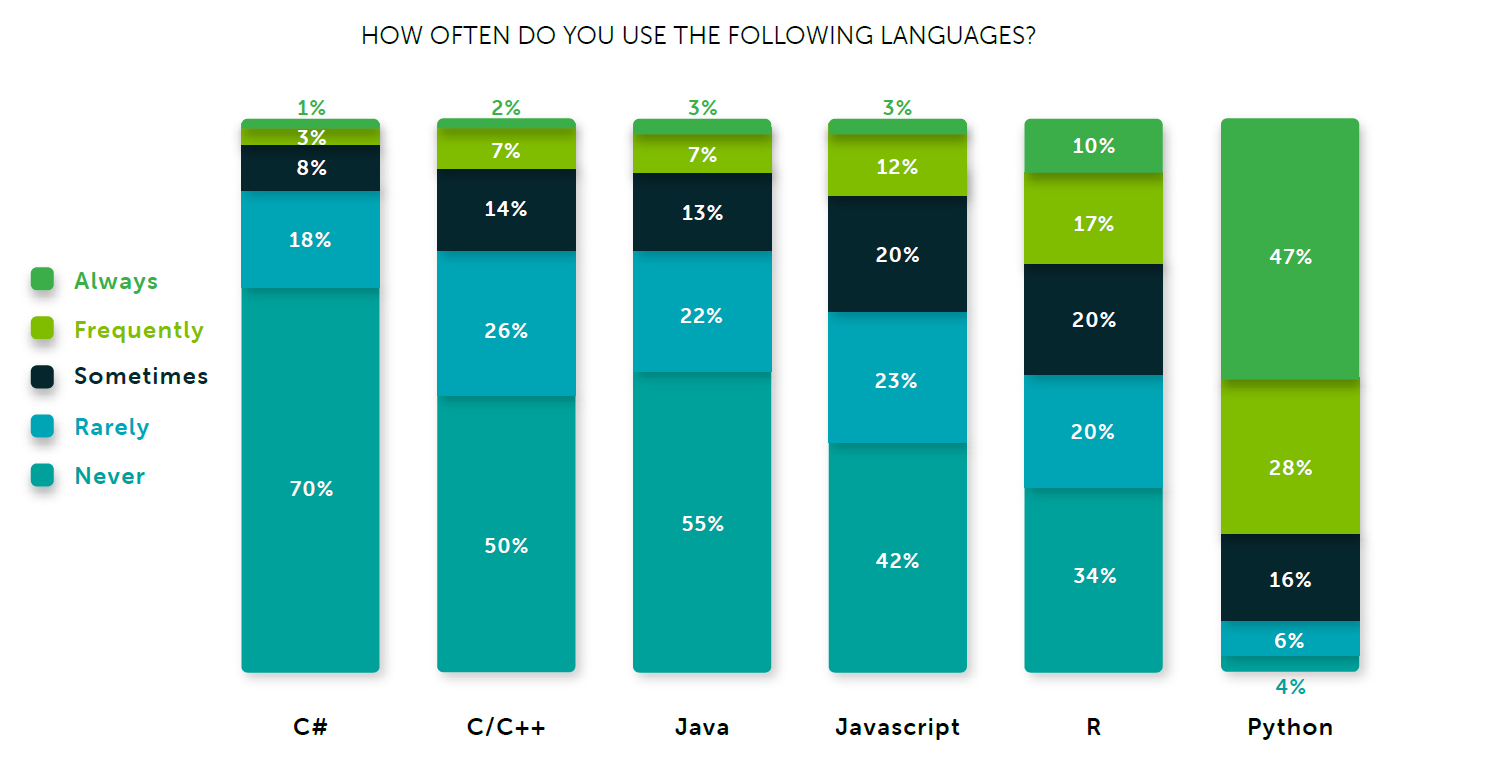 HOW OFTEN DO YOU USE THE FOLLOWING LANGUAGES?
1% 2% 3% 3%
3% 7% 7% 12% 10% 47%
8% 14% 13% 20% 17% 28%
18% 26% 22% 23% 20% 16%
70% 50% 55% 42% 20% 6%
34% 4%
Always
Frequently
Sometimes
Rarely
Never
C# C/C++ Java Javascript R Python